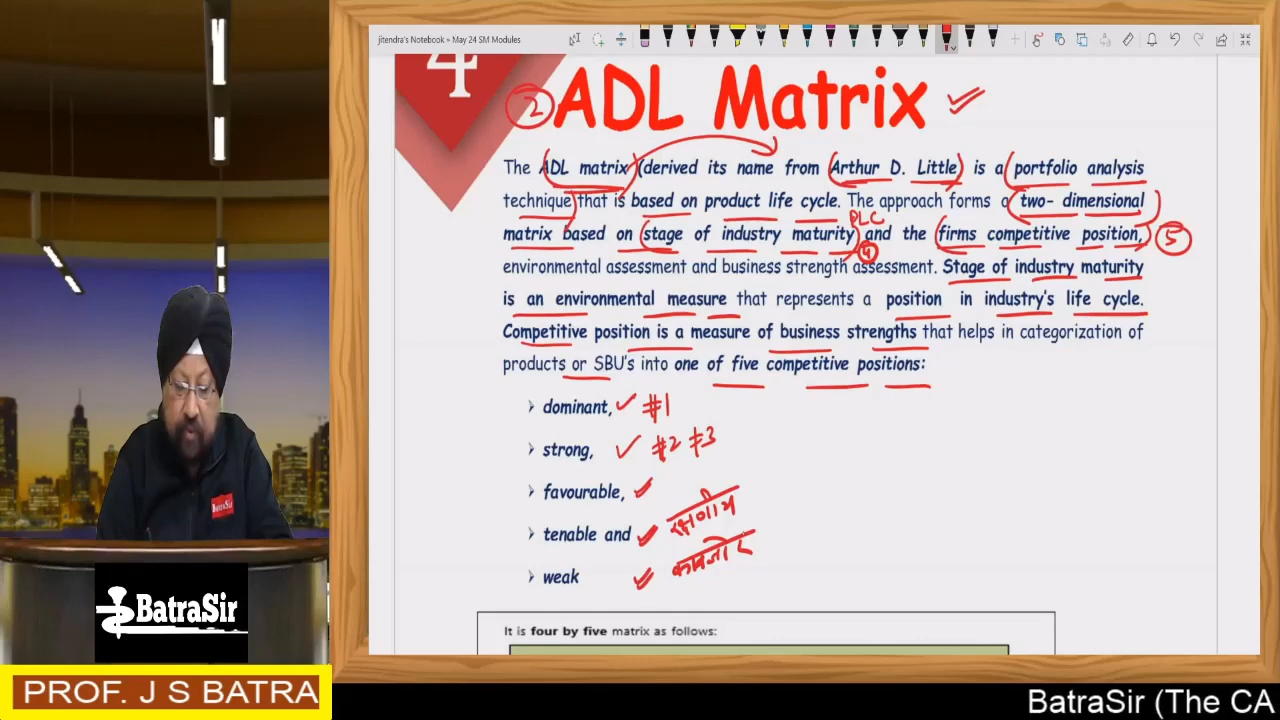 jitendra's Notebook » May 24 SM Modules
4
② ADL Matrix
The ADL matrix (derived its name from Arthur D. Little) is a portfolio analysis
technique that is based on product life cycle. The approach forms a two- dimensional
PLC
matrix based on stage of industry maturity and the firms competitive position, ⑤
④
environmental assessment and business strength assessment. Stage of industry maturity
is an environmental measure that represents a position in industry's life cycle.
Competitive position is a measure of business strengths that helps in categorization of
products or SBU's into one of five competitive positions:
dominant, #1
strong, #2 #3
favourable,
tenable and रक्षणीय
weak कमजोर
It is four by five matrix as follows:
BatraSir
BatraSir
PROF. J S BATRA
BatraSir (The CA